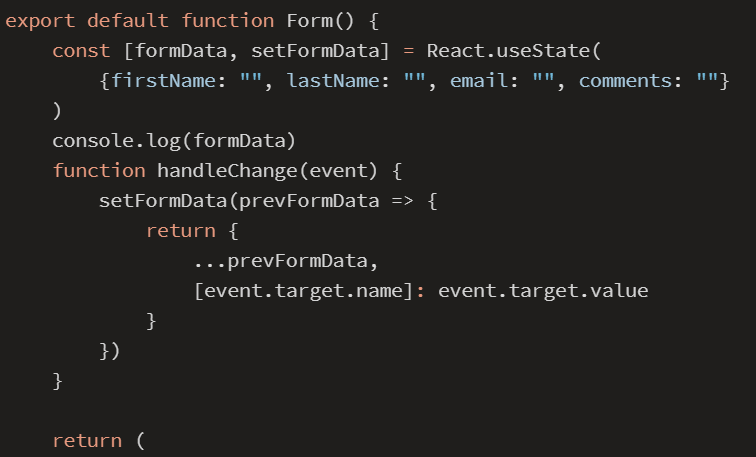 export default function Form() {
    const [formData, setFormData] = React.useState(
        {firstName: "", lastName: "", email: "", comments: ""}
    )
    console.log(formData)
    function handleChange(event) {
        setFormData(prevFormData => {
            return {
                ...prevFormData,
                [event.target.name]: event.target.value
            }
        })
    }
    return (